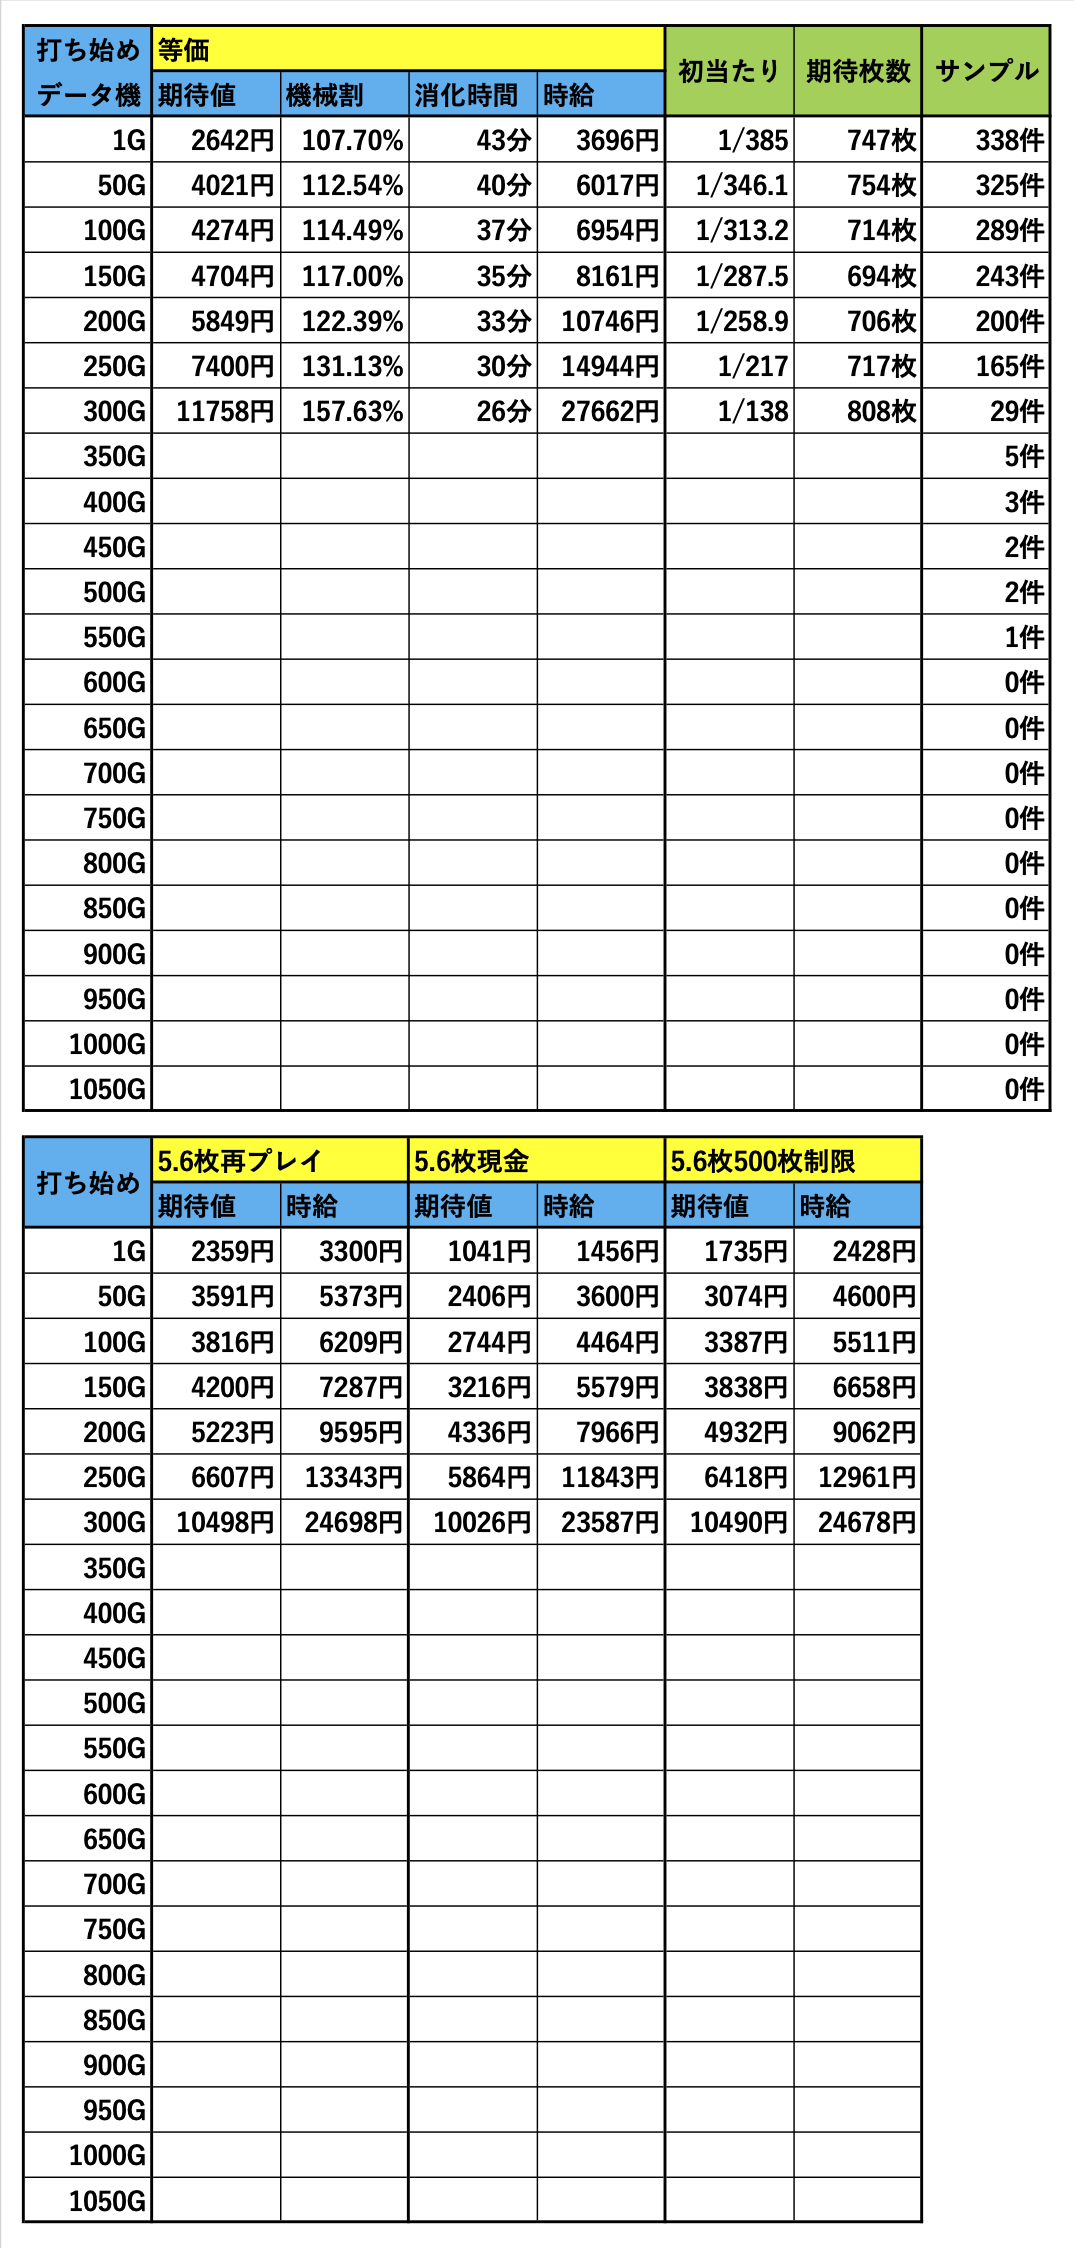 打ち始め 等価 初当たり 期待枚数 サンプル
データ機 期待値 機械割 消化時間 時給
1G 2642円 107.70% 43分 3696円 1/385 747枚 338件
50G 4021円 112.54% 40分 6017円 1/346.1 754枚 325件
100G 4274円 114.49% 37分 6954円 1/313.2 714枚 289件
150G 4704円 117.00% 35分 8161円 1/287.5 694枚 243件
200G 5849円 122.39% 33分 10746円 1/258.9 706枚 200件
250G 7400円 131.13% 30分 14944円 1/217 717枚 165件
300G 11758円 157.63% 26分 27662円 1/138 808枚 29件
350G 5件
400G 3件
450G 2件
500G 2件
550G 1件
600G 0件
650G 0件
700G 0件
750G 0件
800G 0件
850G 0件
900G 0件
950G 0件
1000G 0件
1050G 0件
打ち始め 5.6枚再プレイ 5.6枚現金 5.6枚500枚制限
期待値 時給 期待値 時給 期待値 時給
1G 2359円 3300円 1041円 1456円 1735円 2428円
50G 3591円 5373円 2406円 3600円 3074円 4600円
100G 3816円 6209円 2744円 4464円 3387円 5511円
150G 4200円 7287円 3216円 5579円 3838円 6658円
200G 5223円 9595円 4336円 7966円 4932円 9062円
250G 6607円 13343円 5864円 11843円 6418円 12961円
300G 10498円 24698円 10026円 23587円 10490円 24678円
350G
400G
450G
500G
550G
600G
650G
700G
750G
800G
850G
900G
950G
1000G
1050G